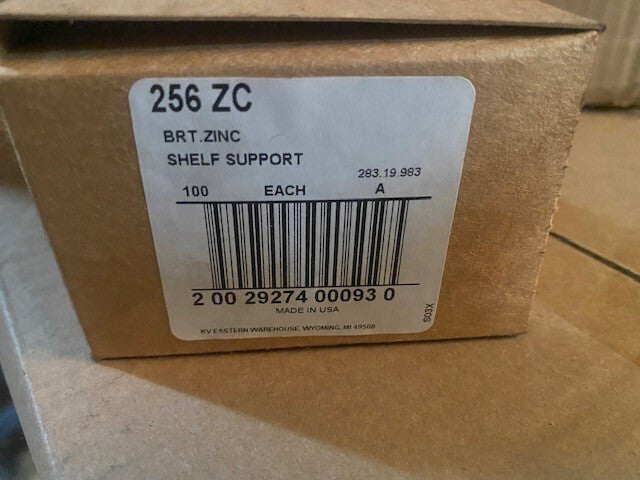 256 ZC
BRT.ZINC
SHELF SUPPORT
283.19.983
100 EACH A
2 00 29274 00093 0
MADE IN USA
KV EASTERN WAREHOUSE, WYOMING, MI 49508
S03X